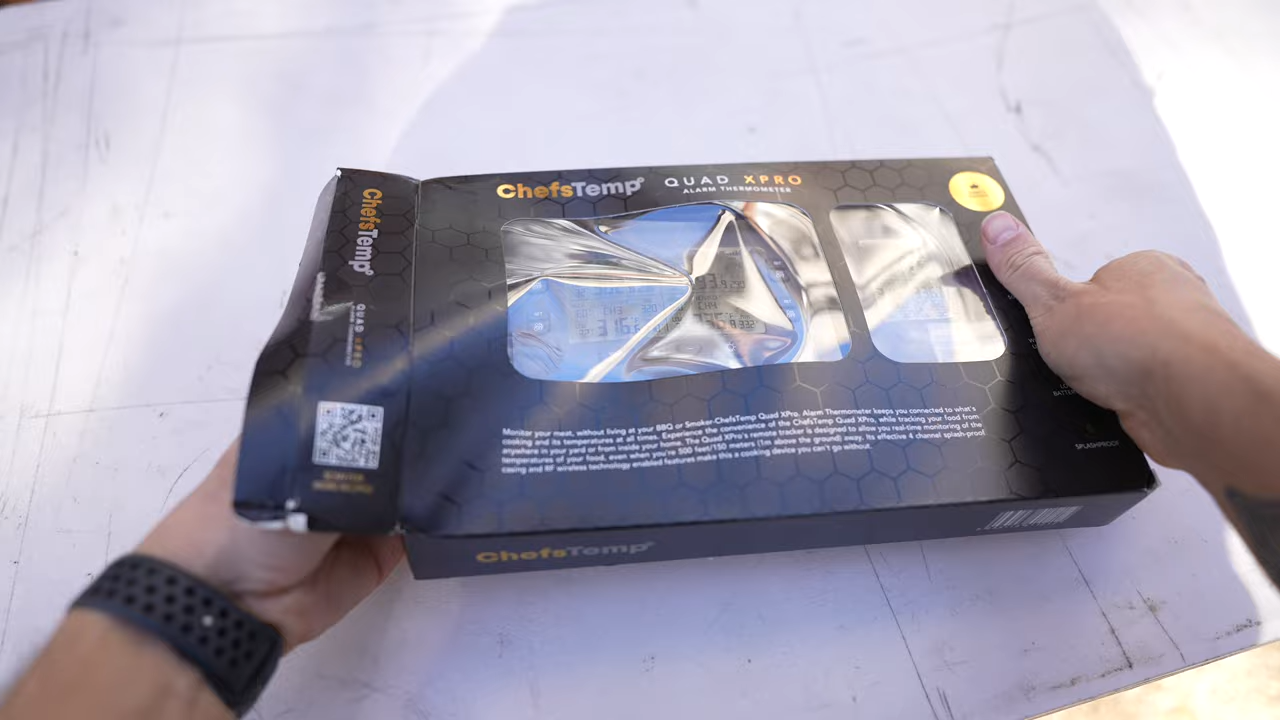 ChefsTemp
QUAD XPRO
ALARM THERMOMETER
ChefsTemp
QUAD XPRO
Monitor your meat, without living at your BBQ or Smoker-ChefsTemp Quad XPro. Alarm Thermometer keeps you connected to what's
cooking and its temperatures at all times. Experience the convenience of the ChefsTemp Quad XPro, while tracking your food from
anywhere in your yard or from inside your home. The Quad XPro's remote tracker is designed to allow you real-time monitoring of the
temperatures of your food, even when you're 500 feet/150 meters (1m above the ground) away. Its effective 4 channel splash-proof
casing and RF wireless technology enabled features make this a cooking device you can't go without.
SPLASHPROOF
ChefsTemp